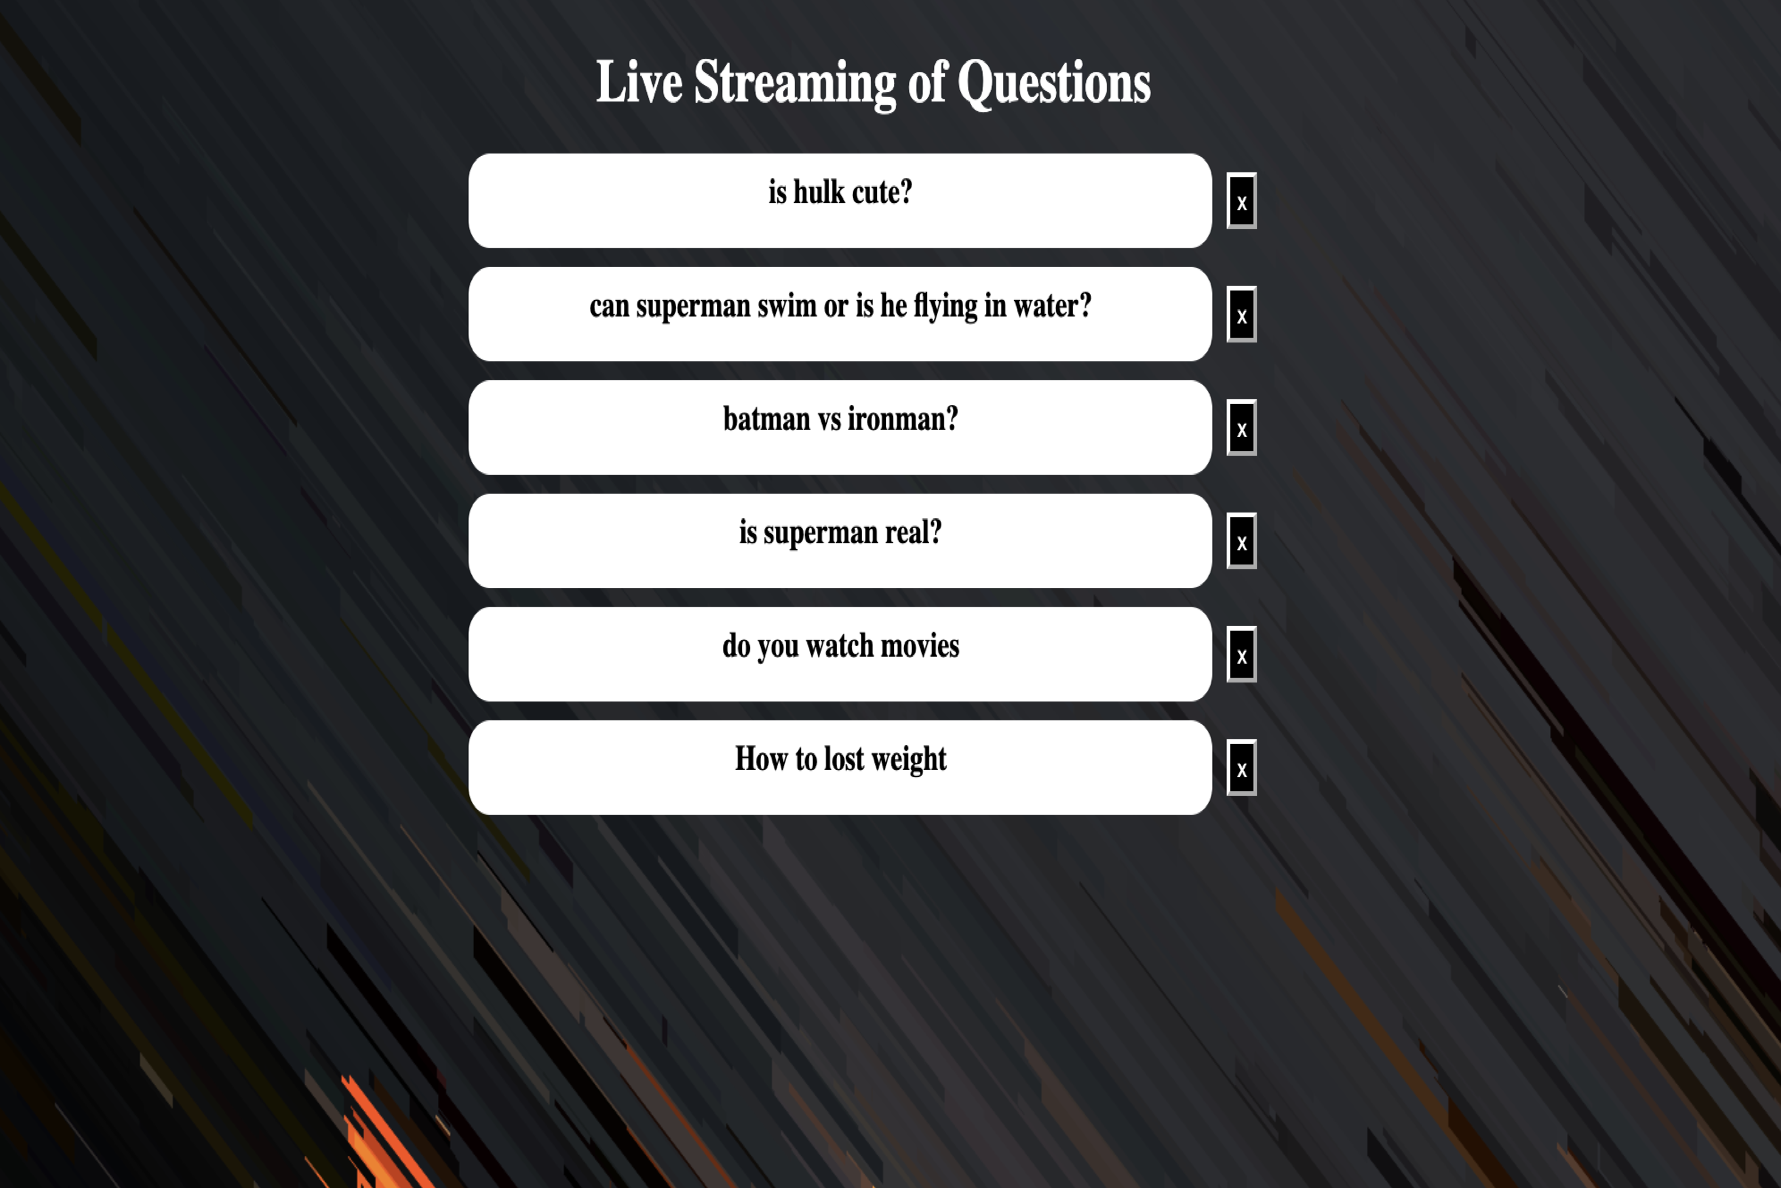 Live Streaming of Questions
is hulk cute?
x
can superman swim or is he flying in water?
x
batman vs ironman?
x
is superman real?
x
do you watch movies
x
How to lost weight
x